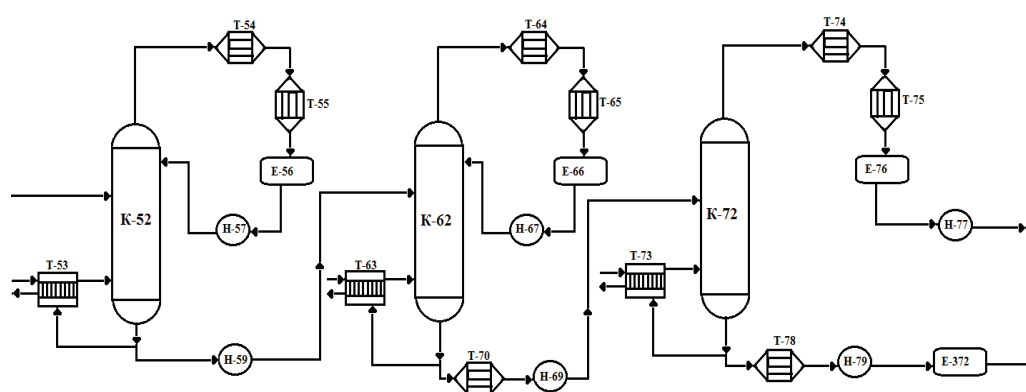 Т-54
Т-64
Т-74
Т-55
Т-65
Т-75
Е-56
Е-66
Е-76
К-52
К-62
К-72
Н-57
Н-67
Н-77
Т-53
Т-63
Т-73
Н-59
Т-70
Н-69
Т-78
Н-79
Е-372